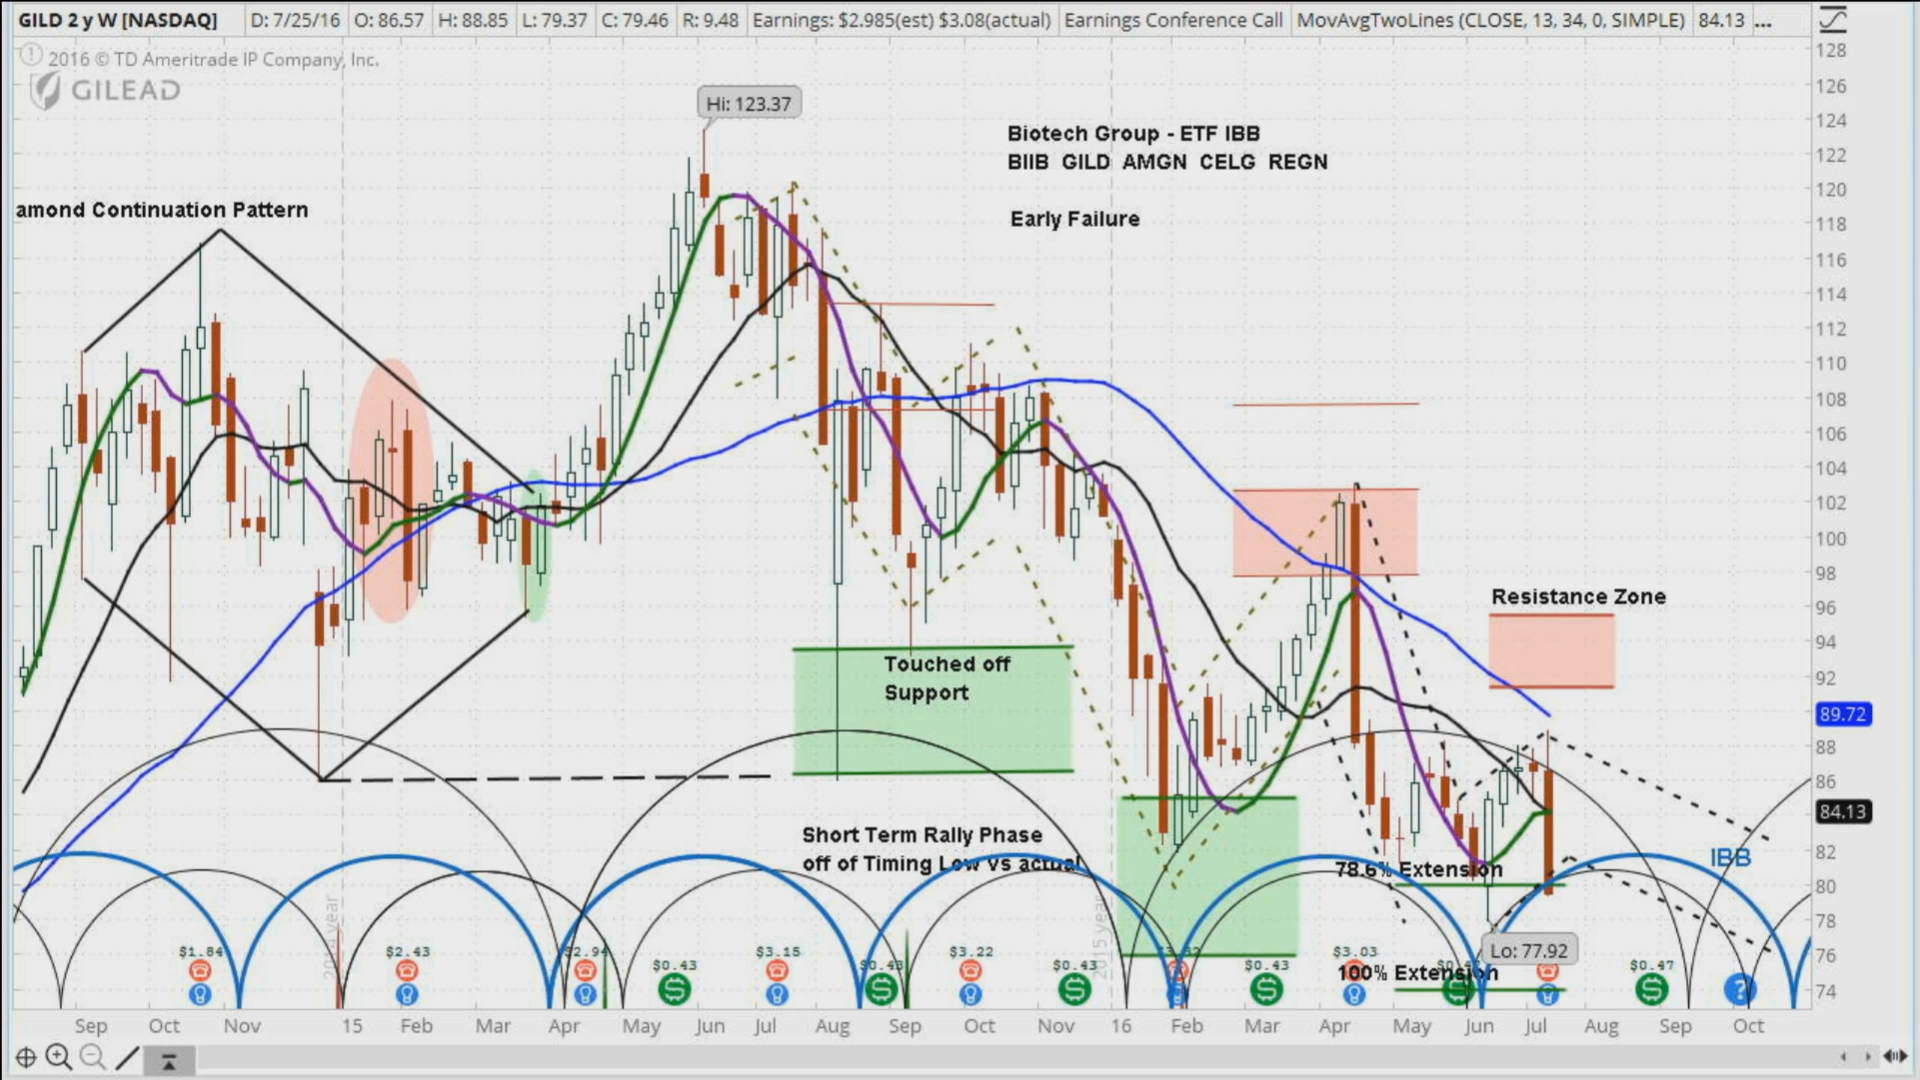 GILD 2 y W [NASDAQ] D: 7/25/16 O: 86.57 H: 88.85 L: 79.37 C: 79.46 R: 9.48 Earnings: $2.985(est) $3.08(actual) Earnings Conference Call MovAvgTwoLines (CLOSE, 13, 34, 0, SIMPLE) 84.13 ...
2016 © TD Ameritrade IP Company, Inc.
GILEAD
Hi: 123.37
Biotech Group - ETF IBB
BIIB GILD AMGN CELG REGN
Early Failure
amond Continuation Pattern
Resistance Zone
Touched off
Support
Short Term Rally Phase
off of Timing Low vs actual
78.6% Extension
IBB
Lo: 77.92
100% Extension
2015 year
$1.84
$2.43
$2.94
$0.43
$3.15
$0.43
$3.22
$0.43
$0.43
$3.03
$0.47
128
126
124
122
120
118
116
114
112
110
108
106
104
102
100
98
96
94
92
89.72
88
86
84.13
82
80
78
76
74
Sep Oct Nov 15 Feb Mar Apr May Jun Jul Aug Sep Oct Nov 16 Feb Mar Apr May Jun Jul Aug Sep Oct